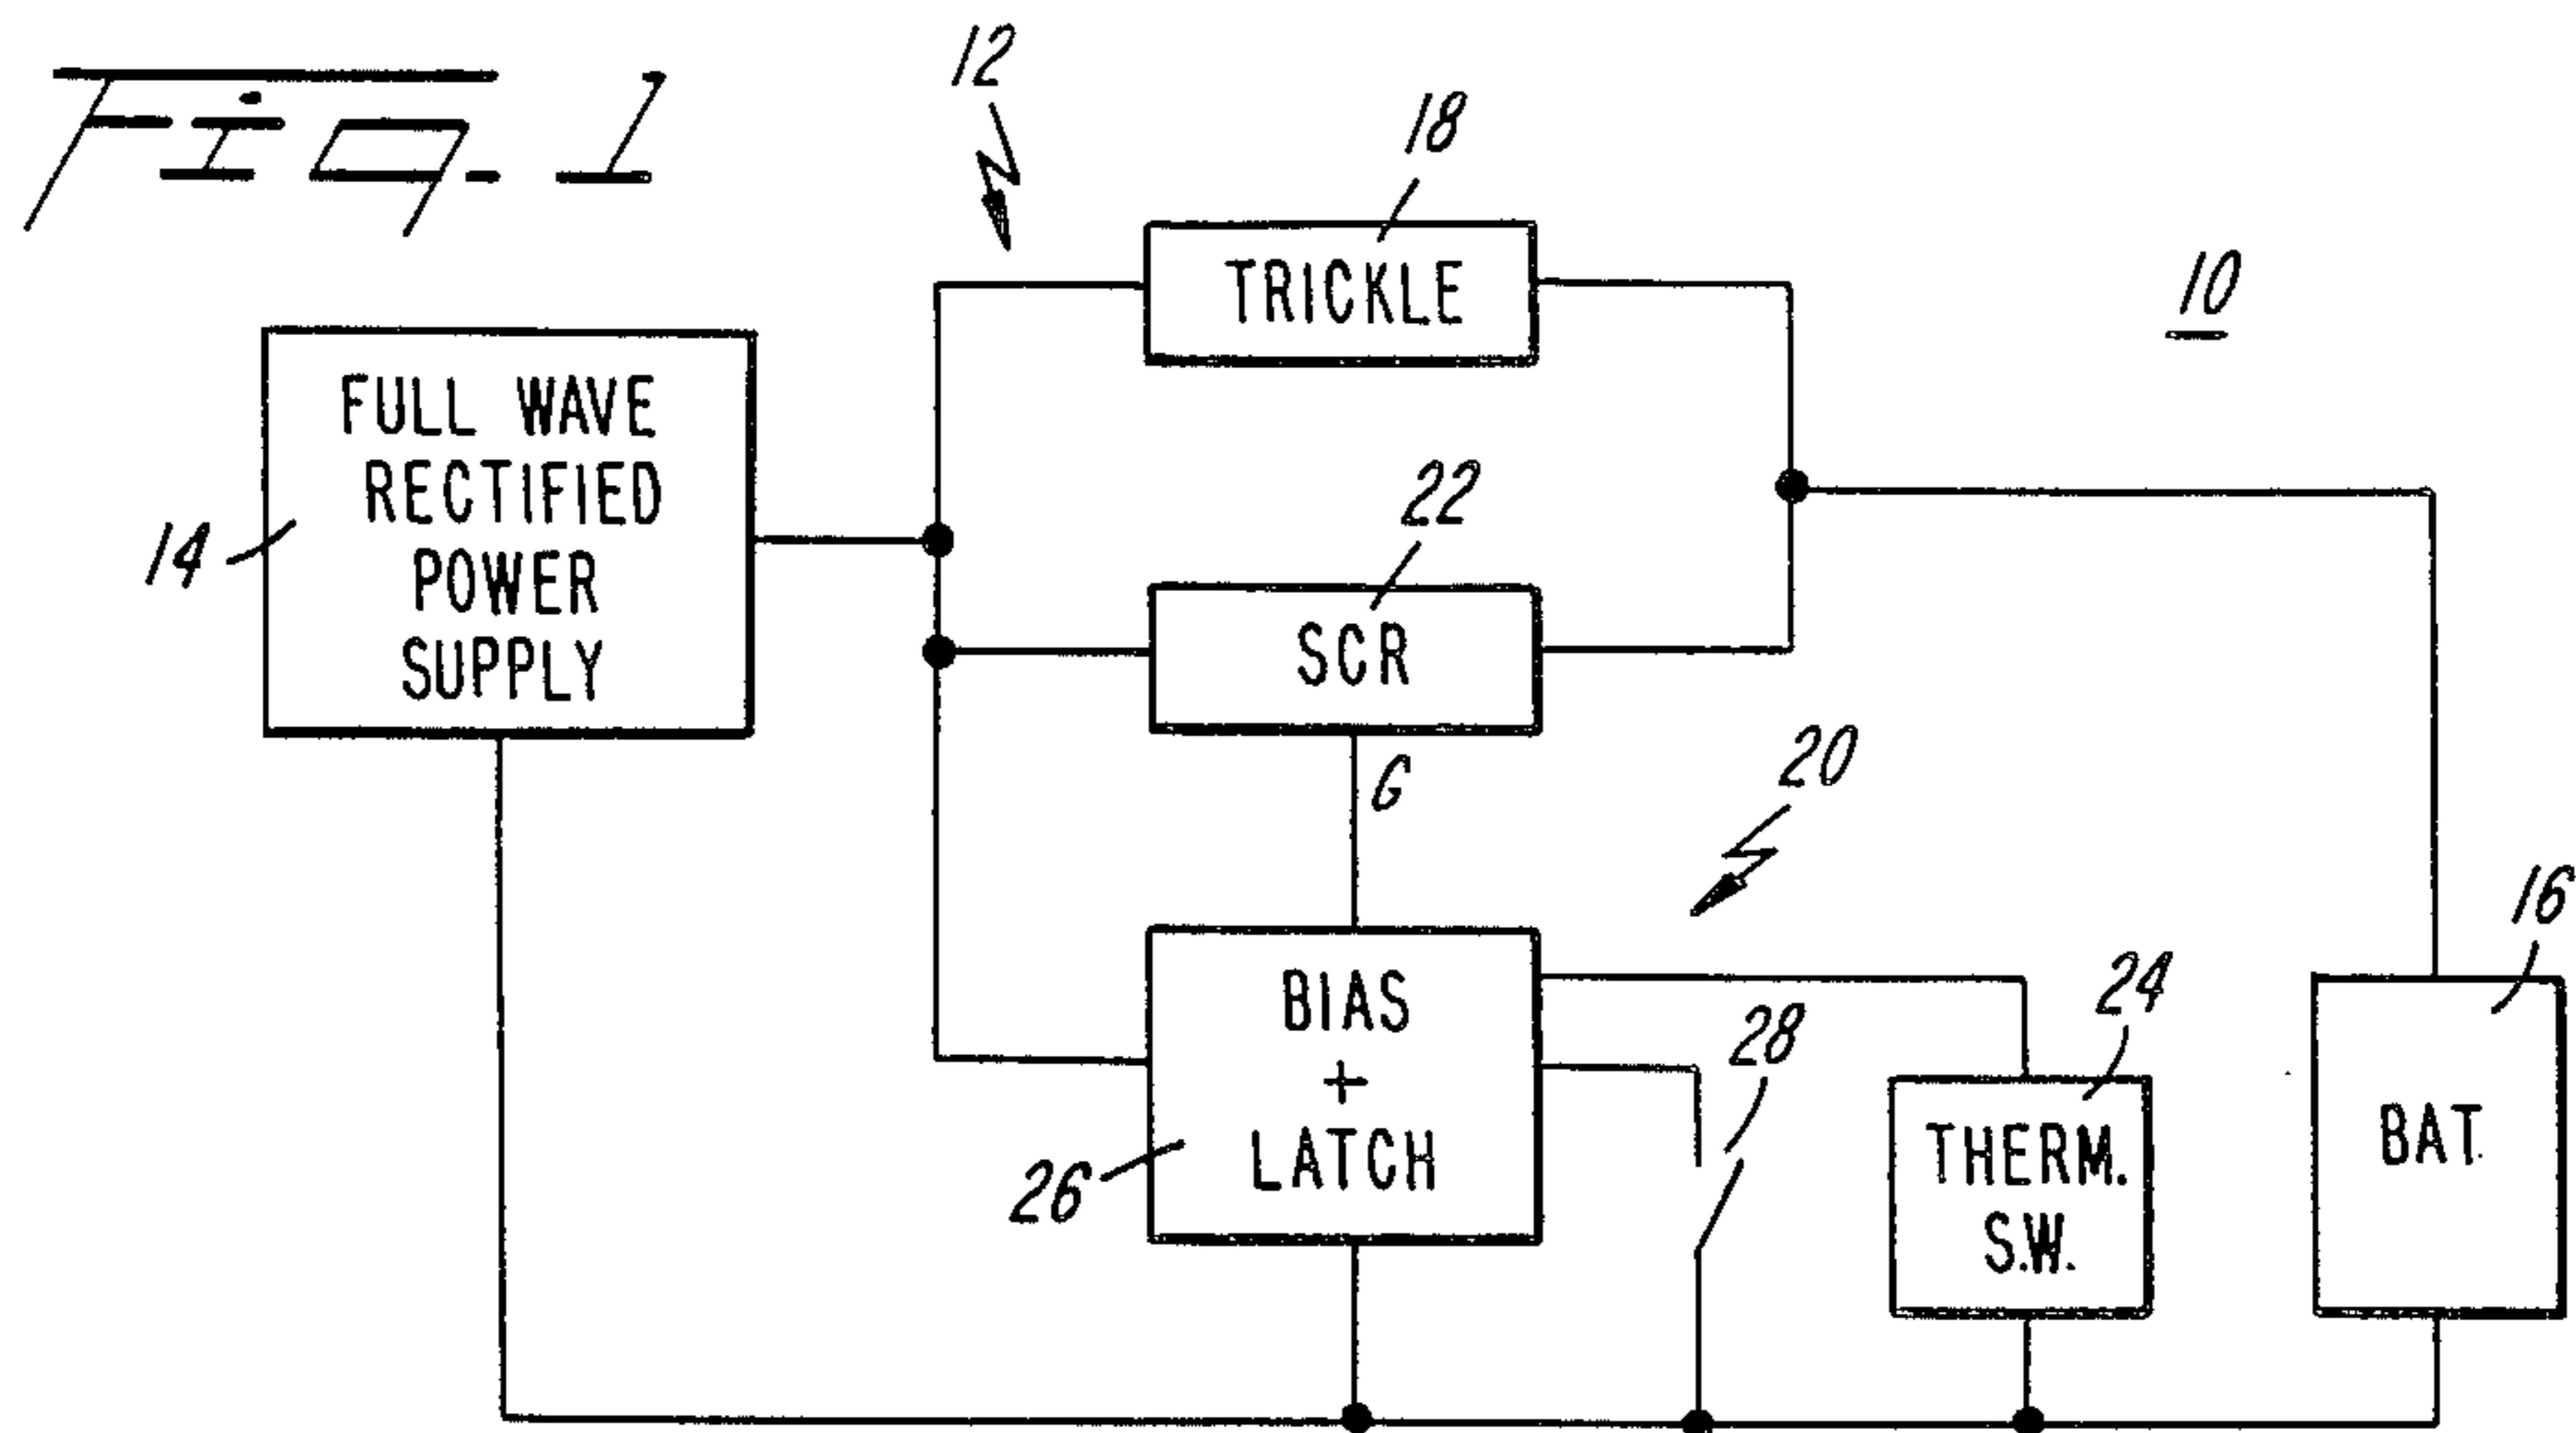 Fig. 1
12
18
TRICKLE
10
FULL WAVE
RECTIFIED
POWER
SUPPLY
14
22
SCR
G
20
16
BIAS
+
LATCH
26
28
24
THERM.
S.W.
BAT.